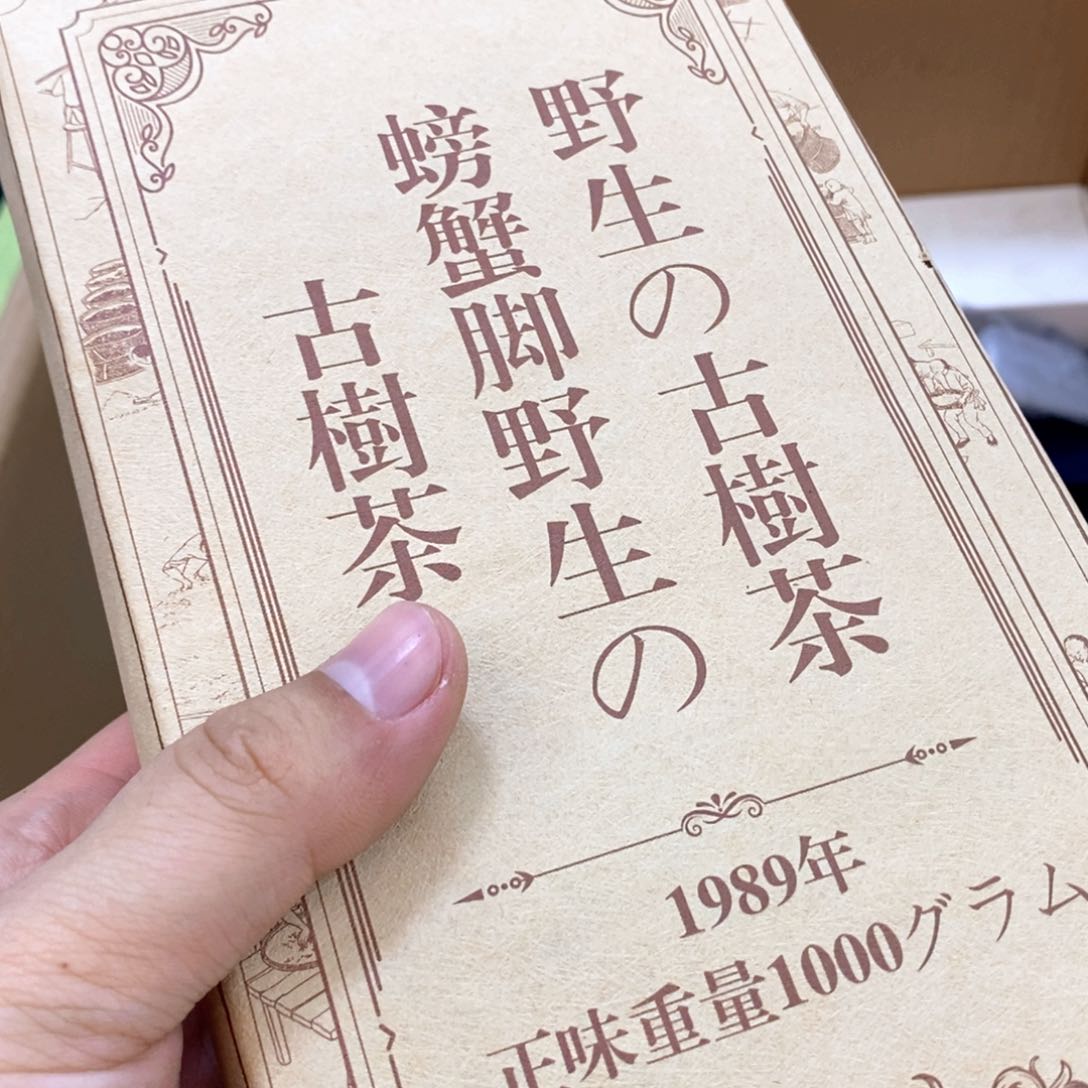 野生の古樹茶
螃蟹脚野生の
古樹茶
1989年
正味重量1000グラム